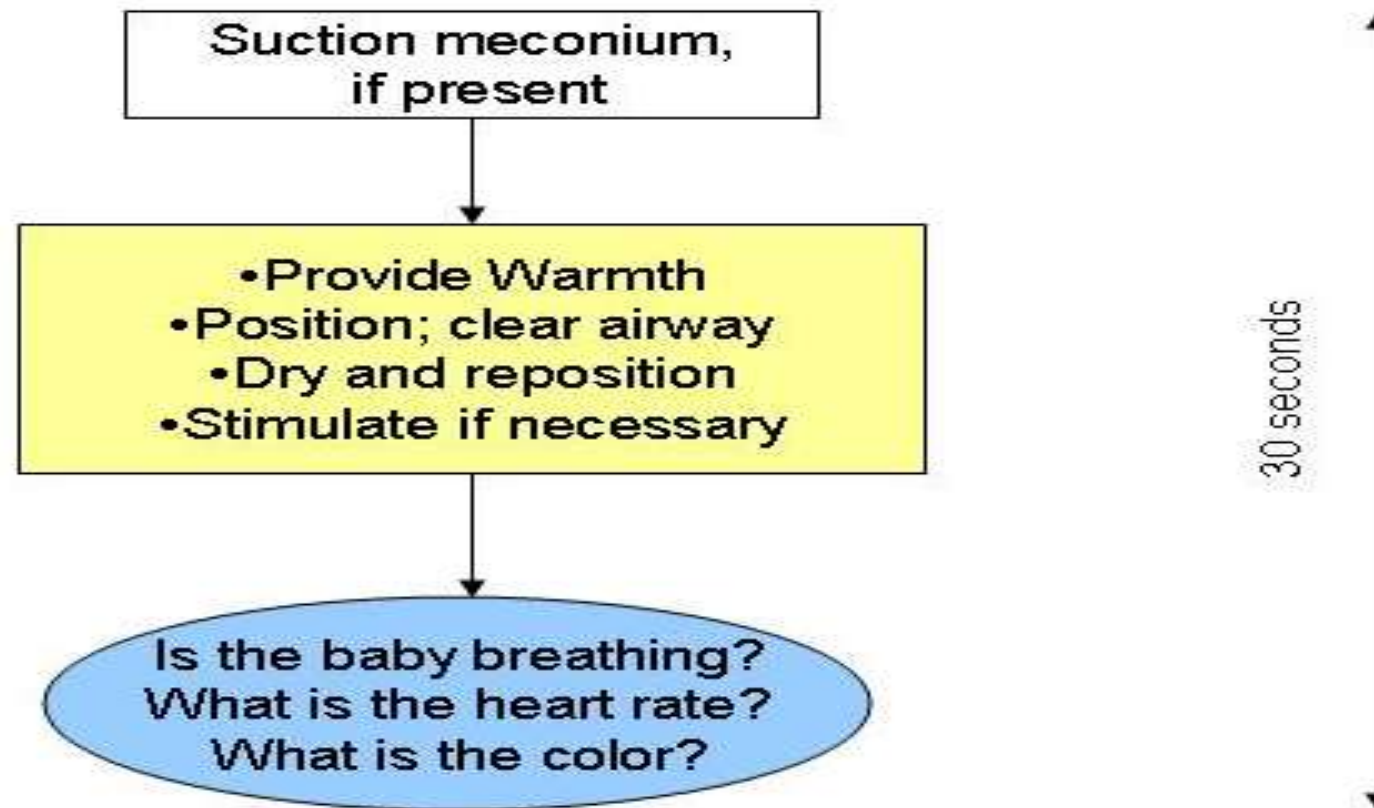 Suction meconium,
if present
•Provide Warmth
•Position; clear airway
•Dry and reposition
•Stimulate if necessary
Is the baby breathing?
What is the heart rate?
What is the color?
30 seconds